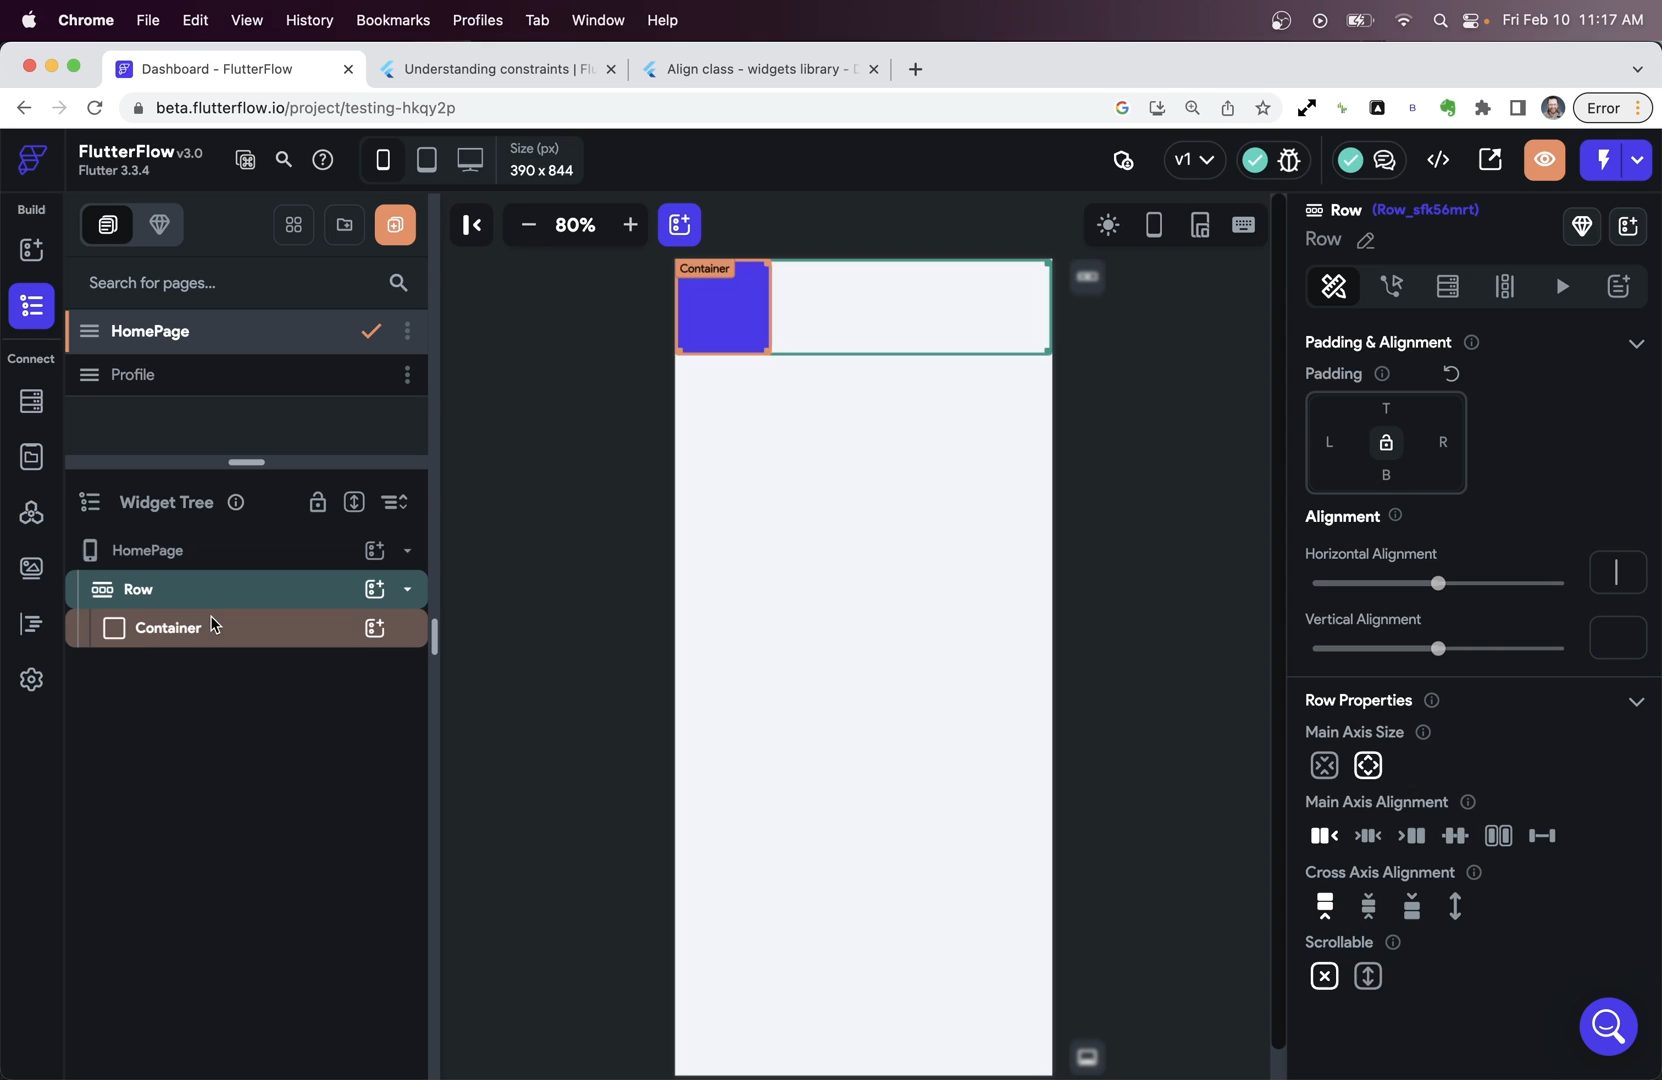 Chrome File Edit View History Bookmarks Profiles Tab Window Help Fri Feb 10 11:17 AM
Dashboard - FlutterFlow Understanding constraints | Flu Align class - widgets library - D
beta.flutterflow.io/project/testing-hkqy2p Error
FlutterFlow v3.0
Flutter 3.3.4
Size (px)
390 x 844
v1
Build
80%
Row (Row_sfk56mrt)
Row
Search for pages...
Container
HomePage
Connect
Profile
Padding & Alignment
Padding
T
L R
B
Widget Tree
Alignment
HomePage
Horizontal Alignment
Row
Vertical Alignment
Container
Row Properties
Main Axis Size
Main Axis Alignment
Cross Axis Alignment
Scrollable